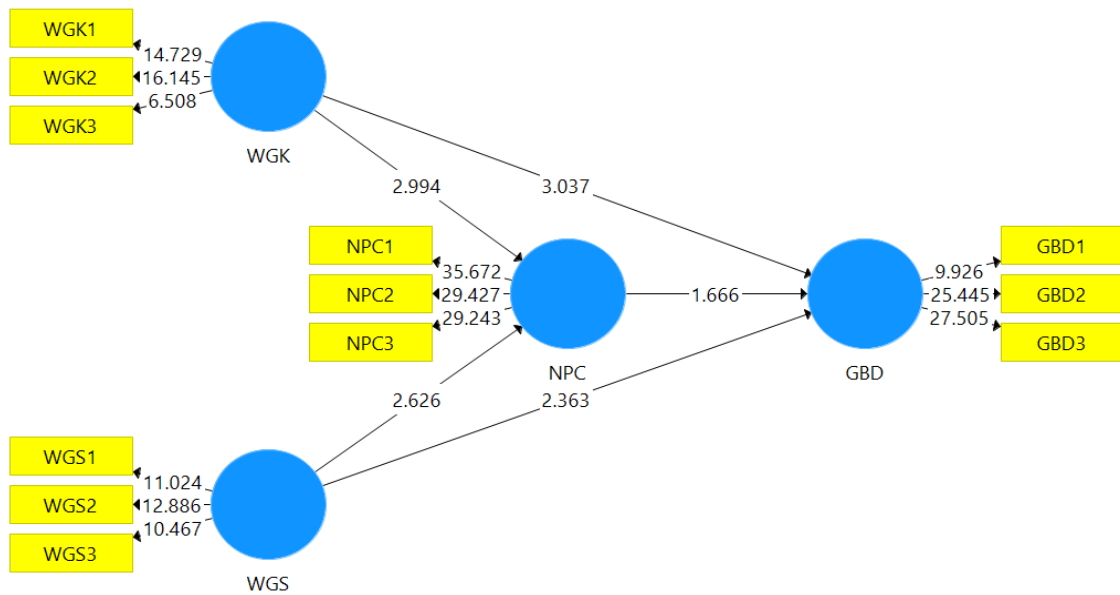 WGK1
14.729
WGK2
16.145
6.508
WGK3
WGK
2.994
3.037
NPC1
35.672
NPC2
29.427
29.243
NPC3
NPC
1.666
9.926
GBD1
25.445
GBD2
27.505
GBD3
GBD
2.626
2.363
WGS1
11.024
WGS2
12.886
10.467
WGS3
WGS